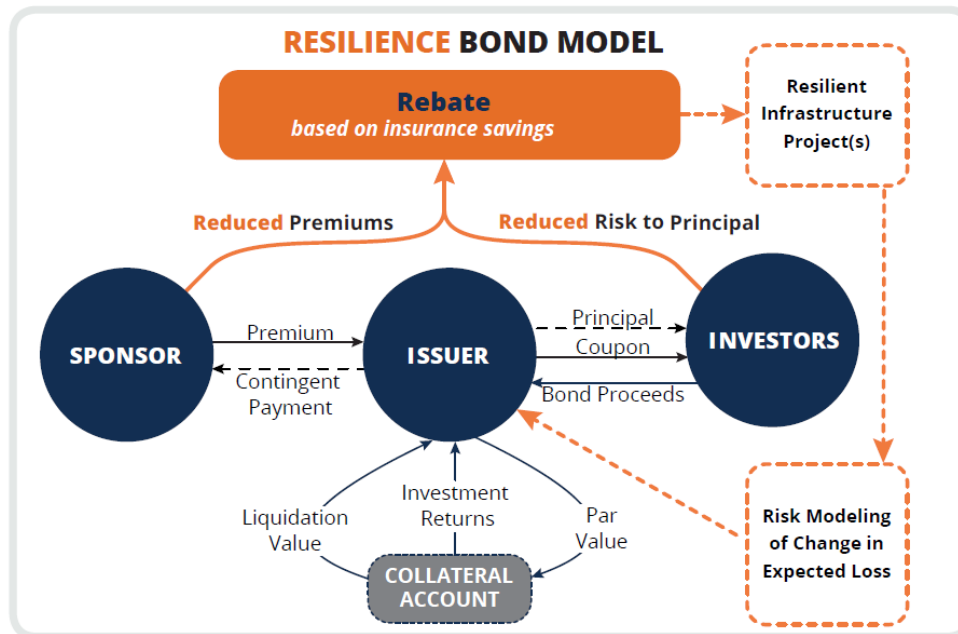 RESILIENCE BOND MODEL
Rebate
based on insurance savings
Resilient
Infrastructure
Project(s)
Reduced Premiums
Reduced Risk to Principal
SPONSOR
Premium
Contingent
Payment
ISSUER
Principal
Coupon
Bond Proceeds
INVESTORS
Liquidation
Value
Investment
Returns
Par
Value
COLLATERAL
ACCOUNT
Risk Modeling
of Change in
Expected Loss